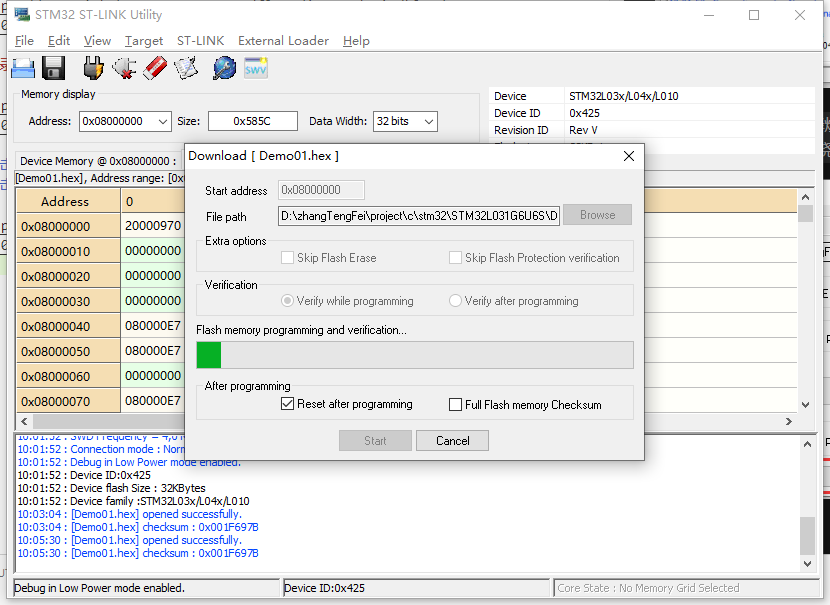 STM32 ST-LINK Utility
File Edit View Target ST-LINK External Loader Help
Memory display
Address: 0x08000000 Size: 0x585C Data Width: 32 bits
Device STM32L03x/L04x/L010
Device ID 0x425
Revision ID Rev V
Device Memory @ 0x08000000 :
[Demo01.hex], Address range: [0x
Address 0
0x08000000 20000970
0x08000010 00000000
0x08000020 00000000
0x08000030 00000000
0x08000040 080000E7
0x08000050 080000E7
0x08000060 00000000
0x08000070 080000E7
Download [ Demo01.hex ]
Start address 0x08000000
File path D:\zhangTengFei\project\c\stm32\STM32L031G6U6S\D Browse
Extra options
Skip Flash Erase Skip Flash Protection verification
Verification
Verify while programming Verify after programming
Flash memory programming and verification...
After programming
Reset after programming Full Flash memory Checksum
Start Cancel
10:01:52 : SWD Frequency = 4,0
10:01:52 : Connection mode : Norm
10:01:52 : Debug in Low Power mode enabled.
10:01:52 : Device ID:0x425
10:01:52 : Device flash Size : 32KBytes
10:01:52 : Device family :STM32L03x/L04x/L010
10:03:04 : [Demo01.hex] opened successfully.
10:03:04 : [Demo01.hex] checksum : 0x001F697B
10:05:30 : [Demo01.hex] opened successfully.
10:05:30 : [Demo01.hex] checksum : 0x001F697B
Debug in Low Power mode enabled. Device ID:0x425 Core State : No Memory Grid Selected